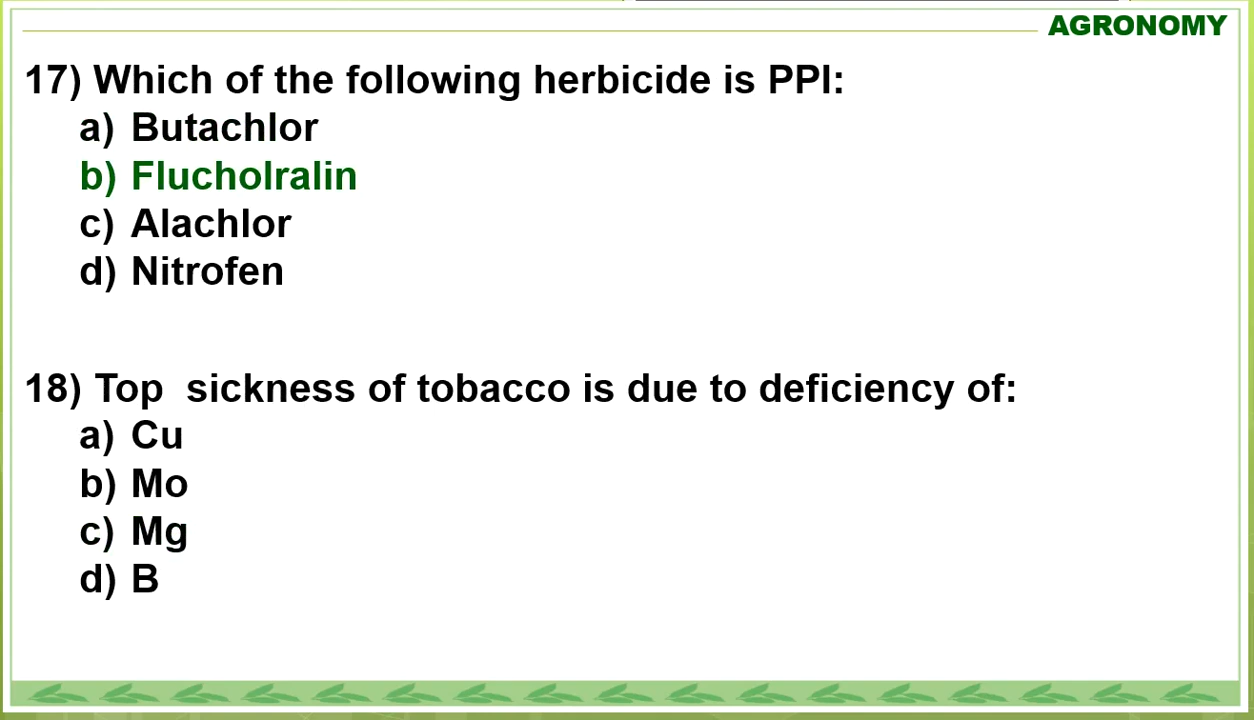 AGRONOMY
17) Which of the following herbicide is PPI:
a) Butachlor
b) Flucholralin
c) Alachlor
d) Nitrofen
18) Top sickness of tobacco is due to deficiency of:
a) Cu
b) Mo
c) Mg
d) B